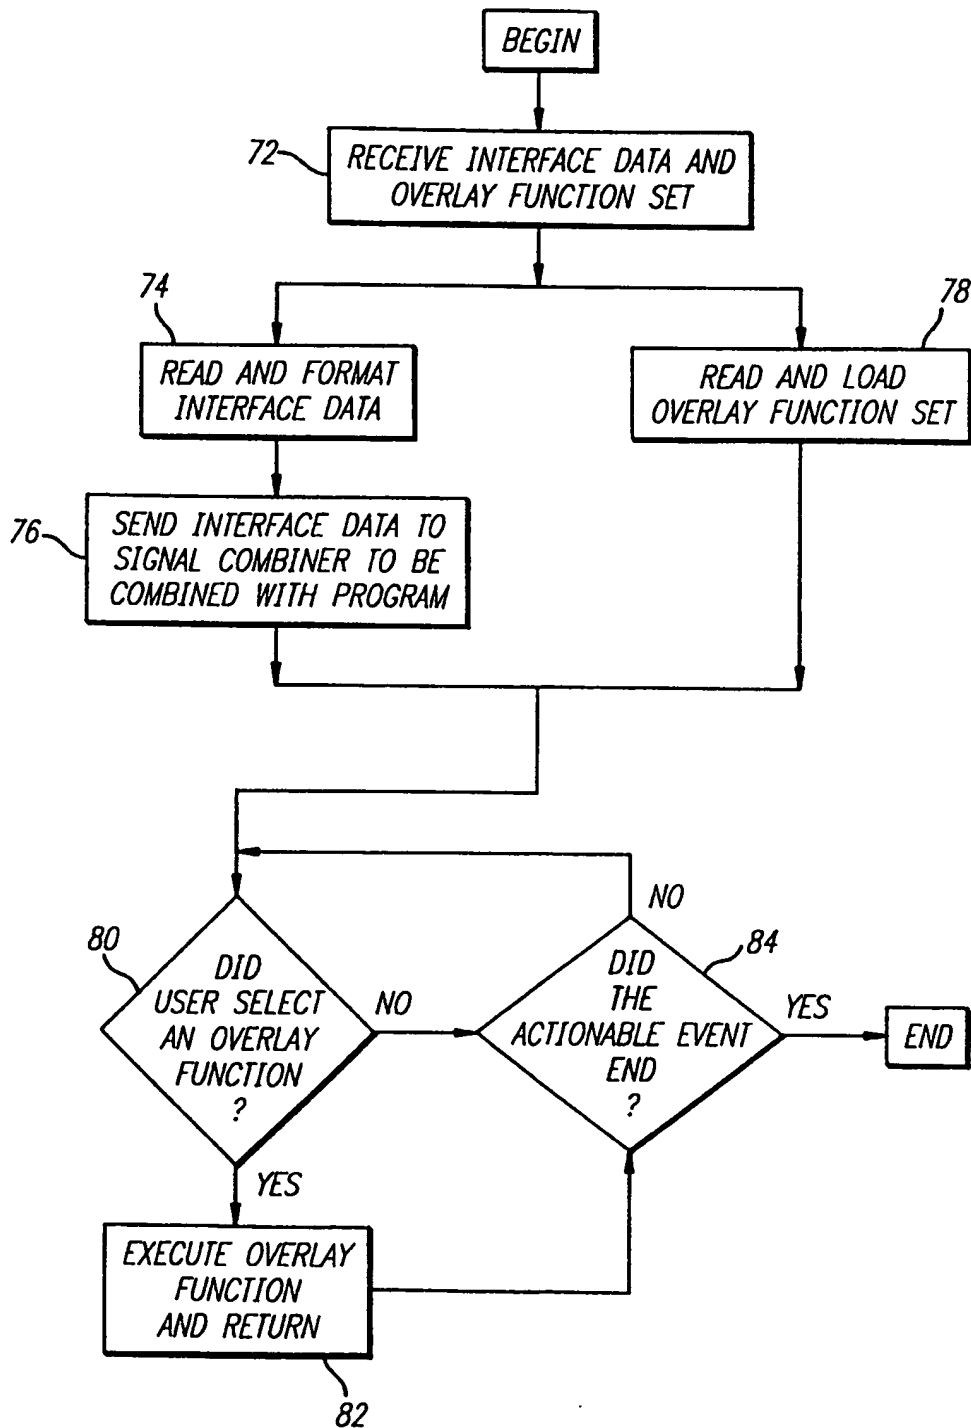 BEGIN
72
RECEIVE INTERFACE DATA AND
OVERLAY FUNCTION SET
74
READ AND FORMAT
INTERFACE DATA
78
READ AND LOAD
OVERLAY FUNCTION SET
76
SEND INTERFACE DATA TO
SIGNAL COMBINER TO BE
COMBINED WITH PROGRAM
80
DID
USER SELECT
AN OVERLAY
FUNCTION
?
NO
YES
NO
84
DID
THE
ACTIONABLE EVENT
END
?
YES
END
EXECUTE OVERLAY
FUNCTION
AND RETURN
82